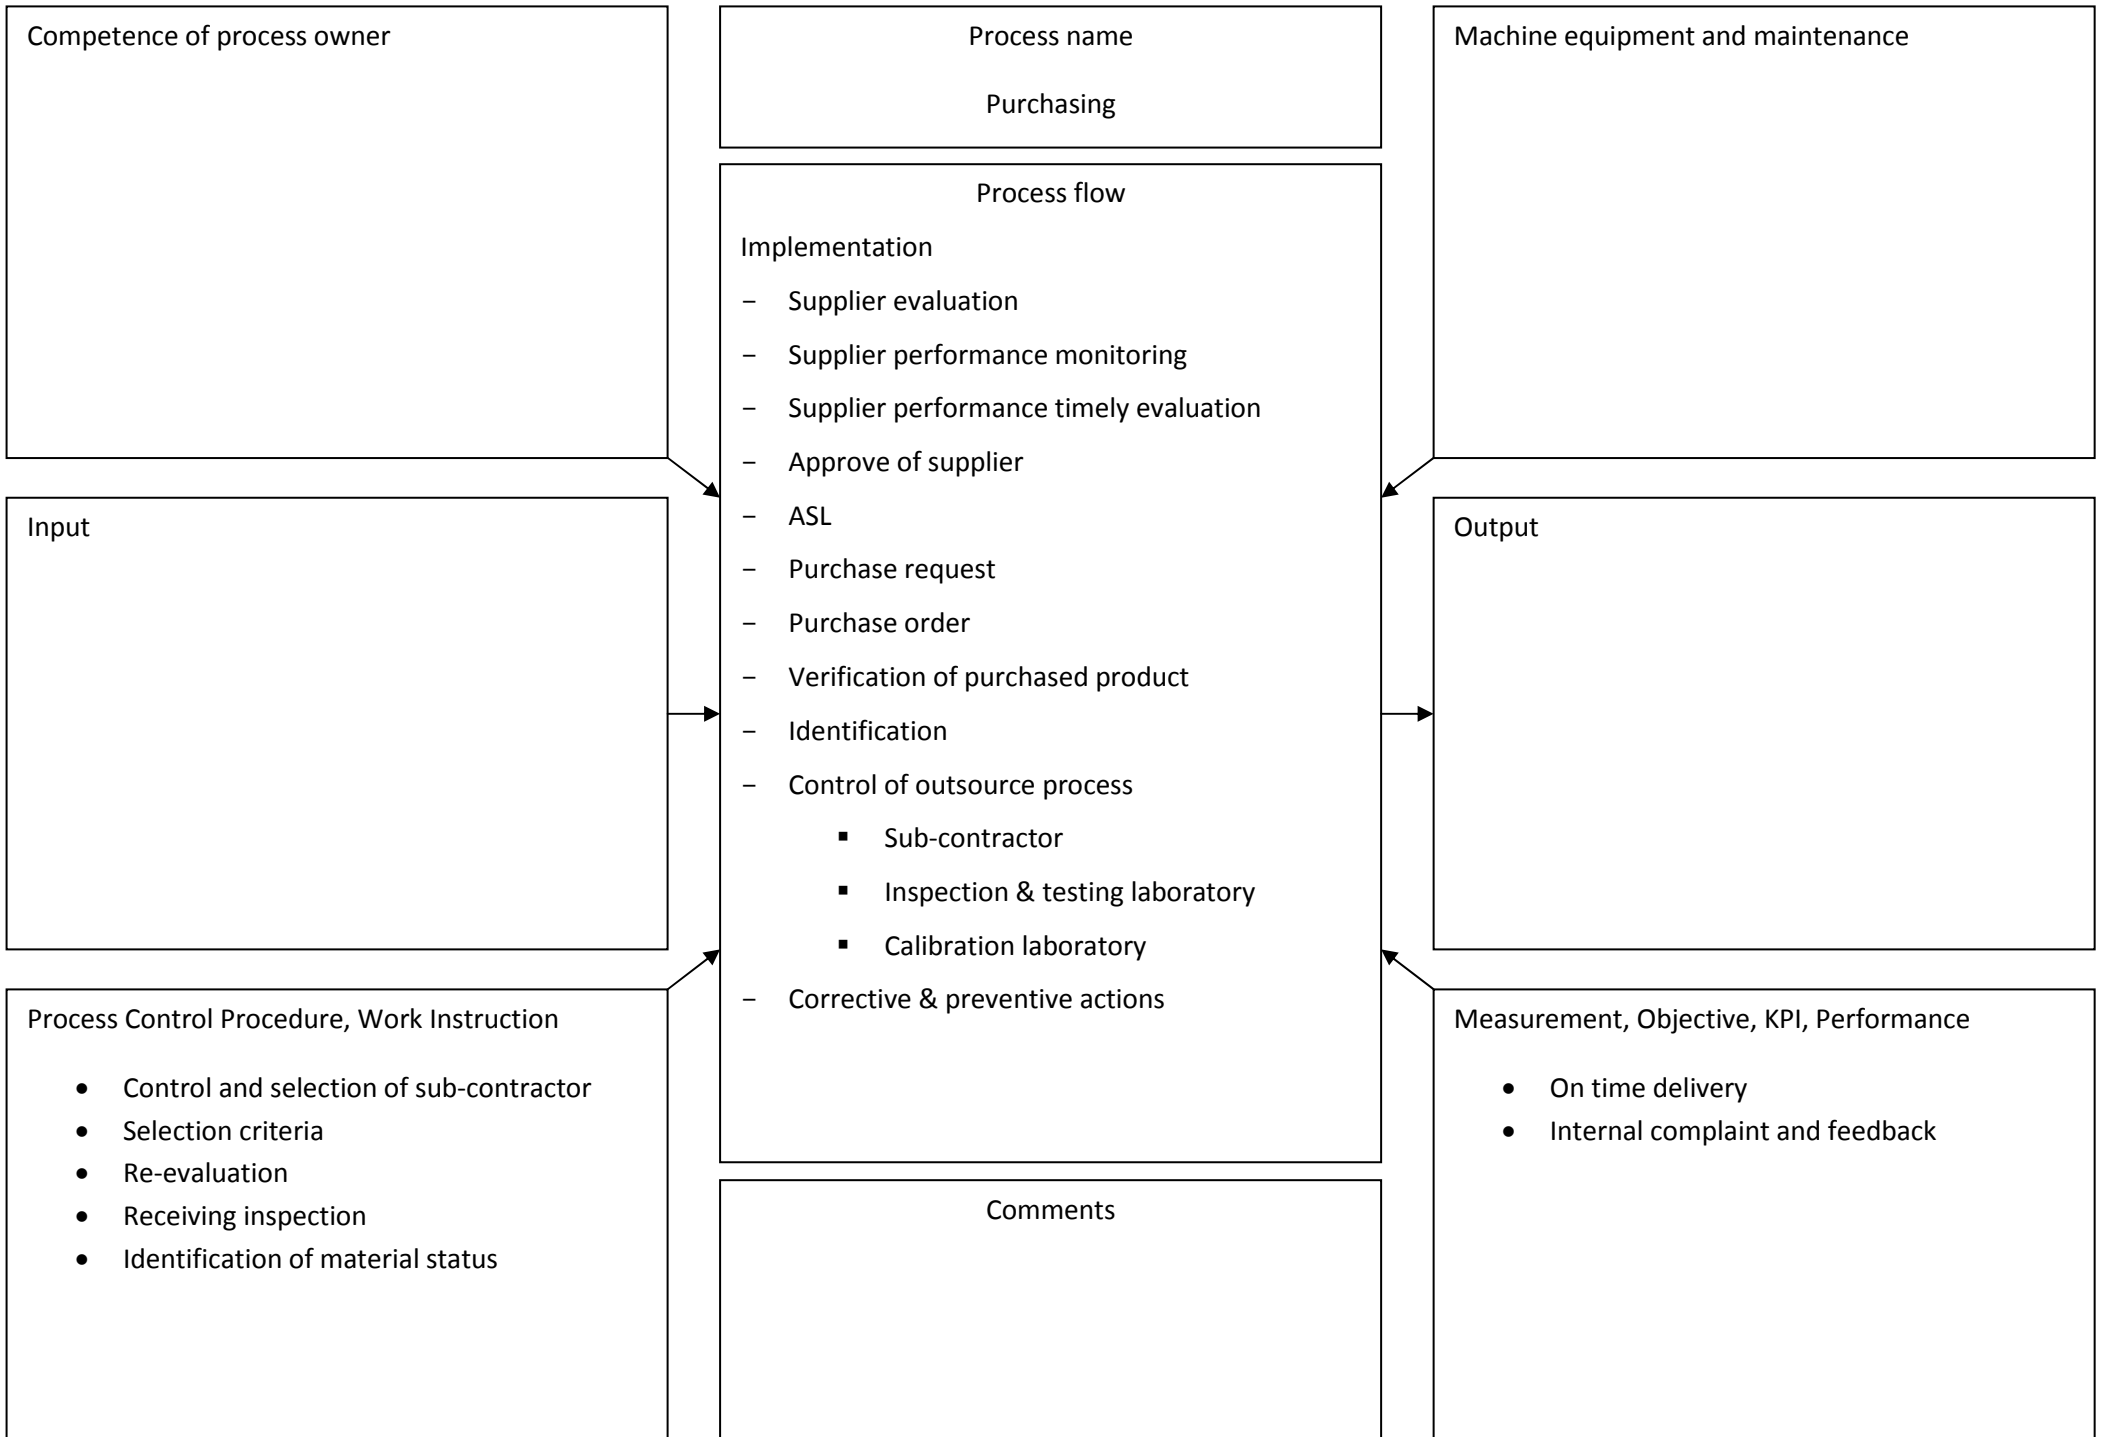 Competence of process owner
Process name
Purchasing
Machine equipment and maintenance
Process flow
Implementation
− Supplier evaluation
− Supplier performance monitoring
− Supplier performance timely evaluation
− Approve of supplier
− ASL
− Purchase request
− Purchase order
− Verification of purchased product
− Identification
− Control of outsource process
▪ Sub-contractor
▪ Inspection & testing laboratory
▪ Calibration laboratory
− Corrective & preventive actions
Input
Output
Process Control Procedure, Work Instruction
• Control and selection of sub-contractor
• Selection criteria
• Re-evaluation
• Receiving inspection
• Identification of material status
Measurement, Objective, KPI, Performance
• On time delivery
• Internal complaint and feedback
Comments